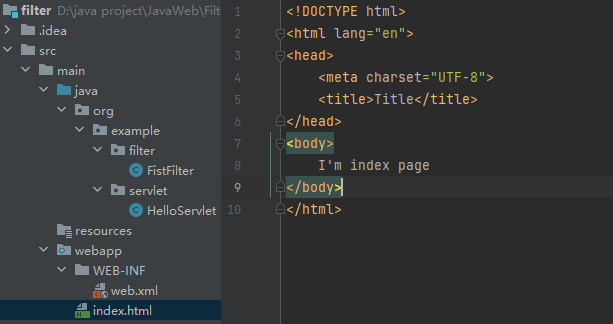 filter D:\java project\JavaWeb\Filt
.idea
src
main
java
org
example
filter
FistFilter
servlet
HelloServlet
resources
webapp
WEB-INF
web.xml
index.html
1 <!DOCTYPE html>
2 <html lang="en">
3 <head>
4 <meta charset="UTF-8">
5 <title>Title</title>
6 </head>
7 <body>
8 I'm index page
9 </body>
10 </html>